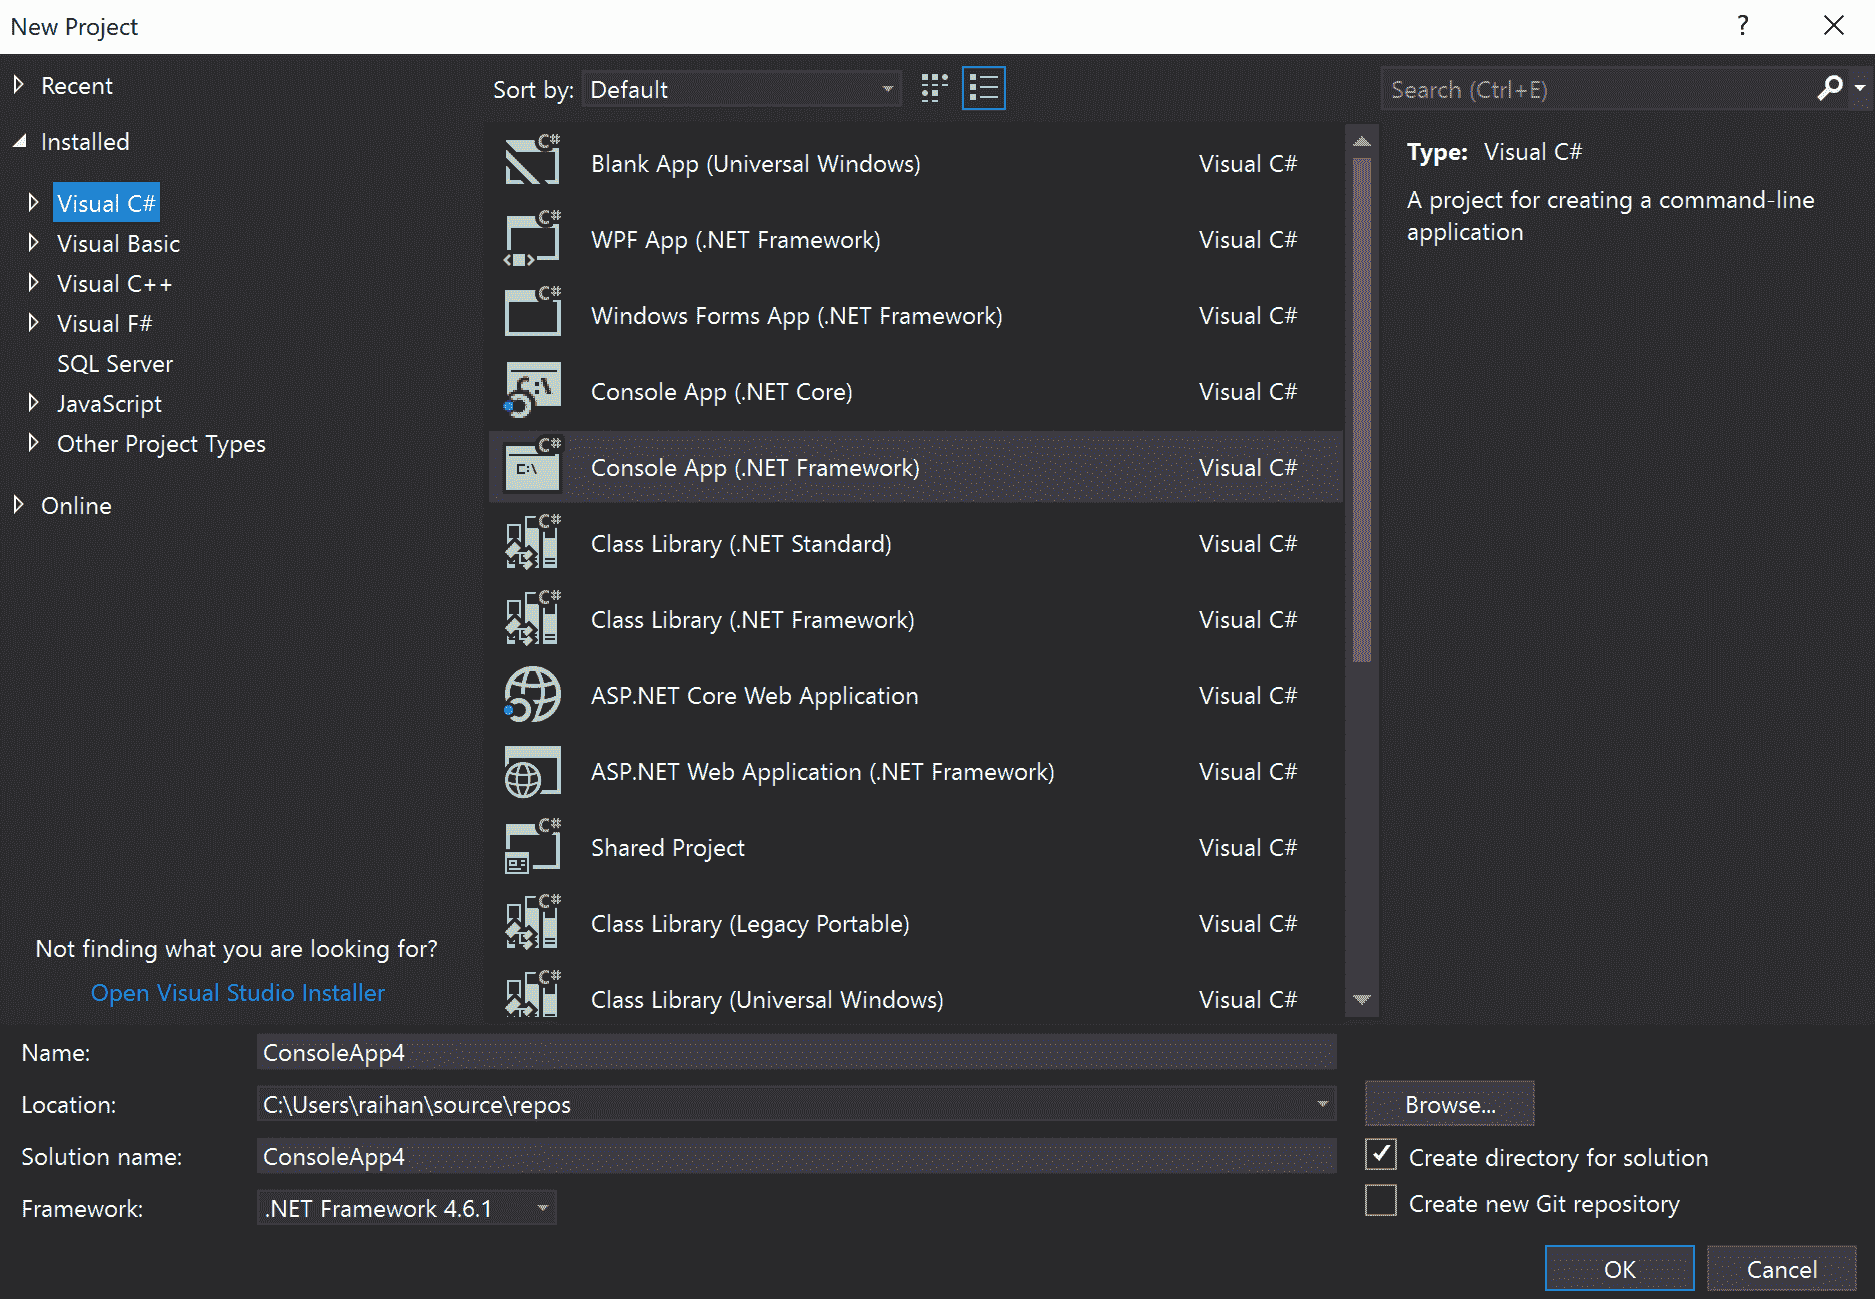 New Project
?
Recent
Installed
Visual C#
Visual Basic
Visual C++
Visual F#
SQL Server
JavaScript
Other Project Types
Online
Not finding what you are looking for?
Open Visual Studio Installer
Sort by: Default
Blank App (Universal Windows) Visual C#
WPF App (.NET Framework) Visual C#
Windows Forms App (.NET Framework) Visual C#
Console App (.NET Core) Visual C#
Console App (.NET Framework) Visual C#
Class Library (.NET Standard) Visual C#
Class Library (.NET Framework) Visual C#
ASP.NET Core Web Application Visual C#
ASP.NET Web Application (.NET Framework) Visual C#
Shared Project Visual C#
Class Library (Legacy Portable) Visual C#
Class Library (Universal Windows) Visual C#
Search (Ctrl+E)
Type: Visual C#
A project for creating a command-line
application
Name: ConsoleApp4
Location: C:\Users\raihan\source\repos
Browse...
Solution name: ConsoleApp4
Create directory for solution
Framework: .NET Framework 4.6.1
Create new Git repository
OK
Cancel